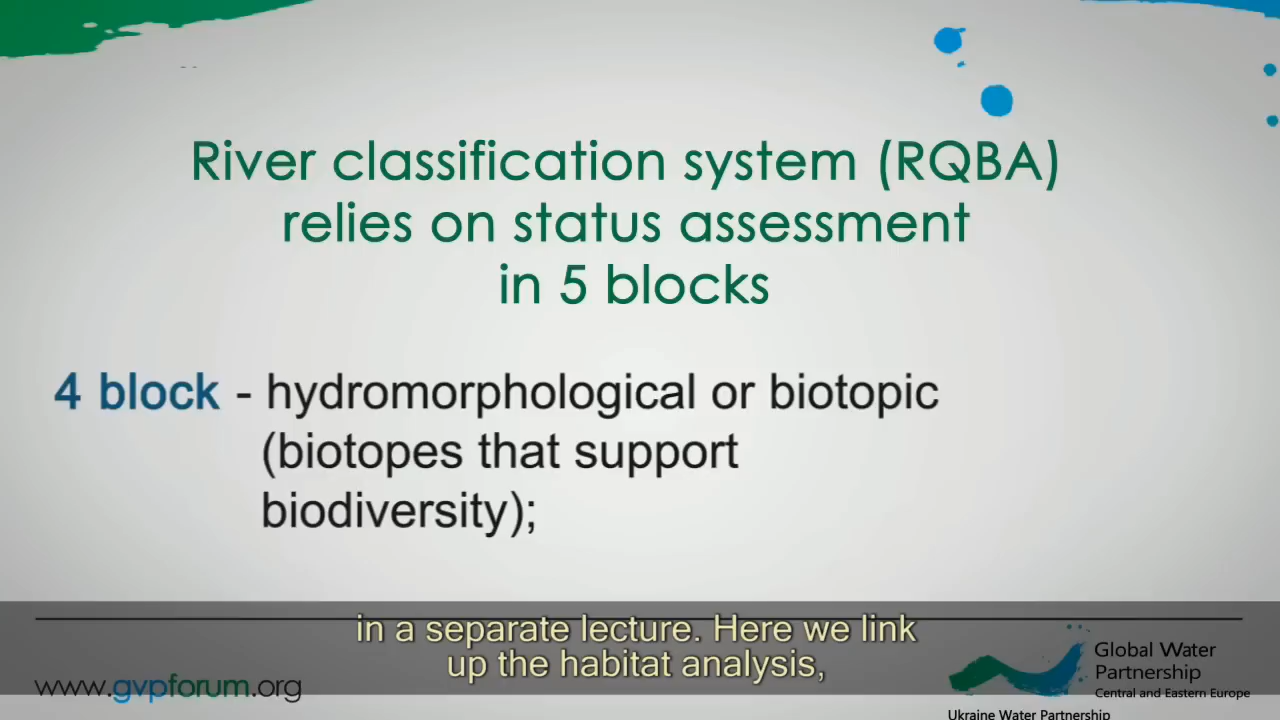 River classification system (RQBA)
relies on status assessment
in 5 blocks
4 block - hydromorphological or biotopic
(biotopes that support
biodiversity);
in a separate lecture. Here we link
up the habitat analysis,
www.gvpforum.org
Global Water
Partnership
Central and Eastern Europe
Ukraine Water Partnership